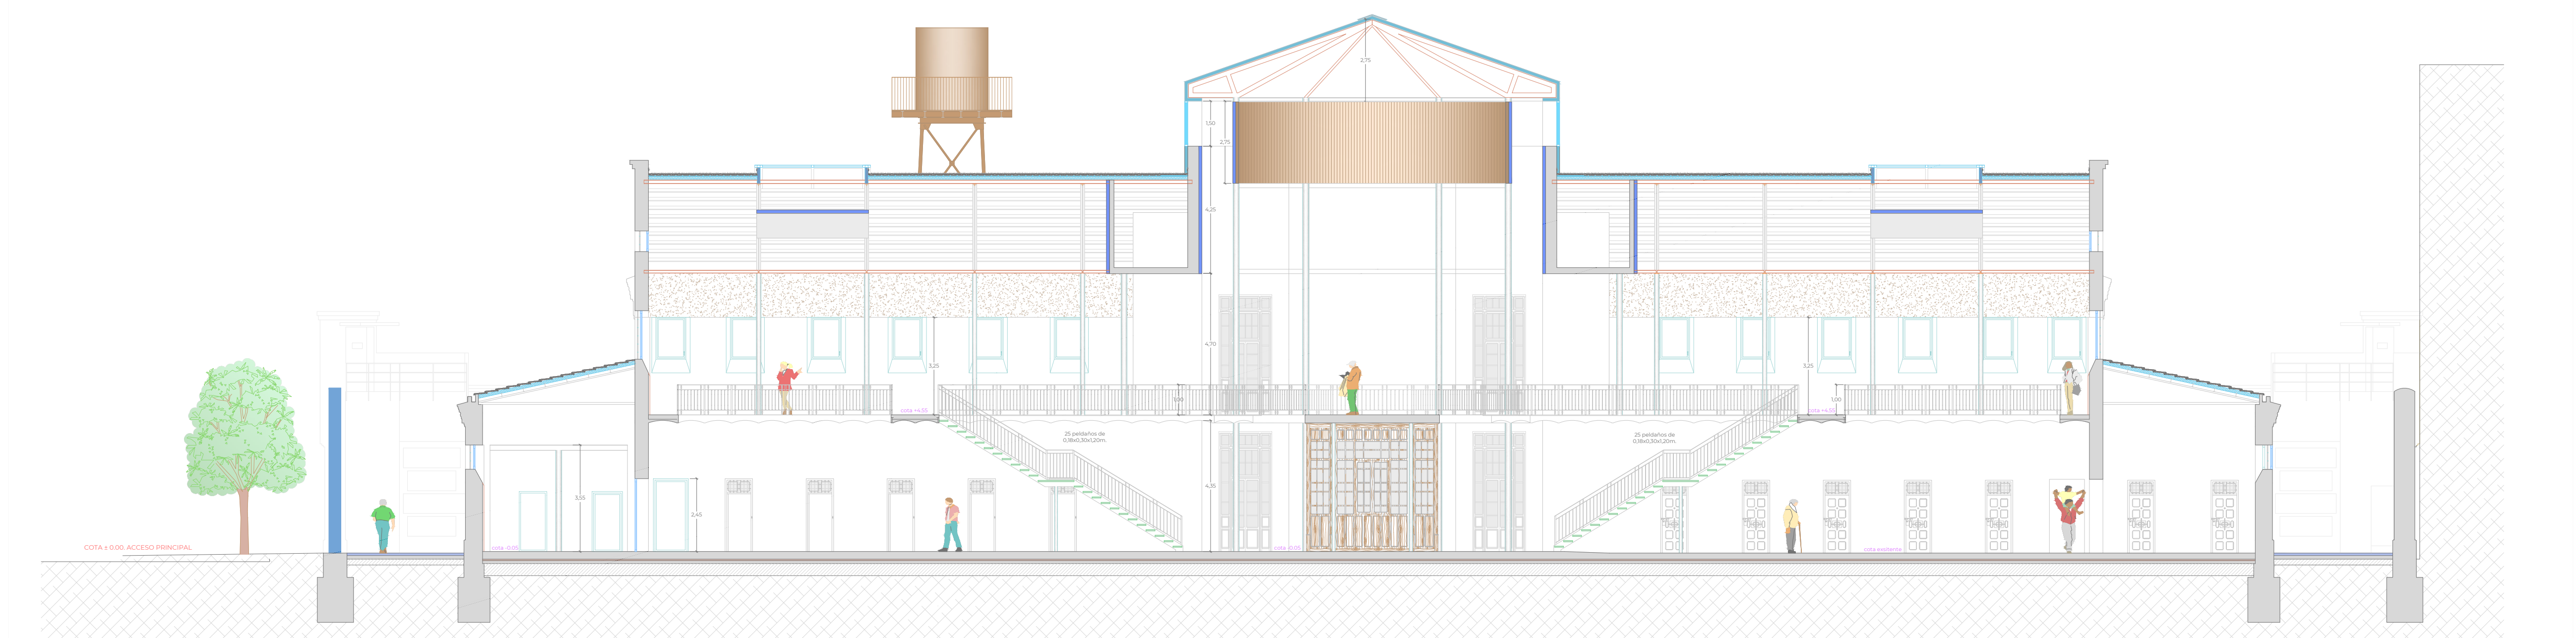 2,75
1,50
2,75
4,25
4,70
3,25
3,25
1,00
1,00
cota +4,55
cota +4,55
25 peldaños de
0,18x0,30x1,20m.
25 peldaños de
0,18x0,30x1,20m.
4,35
3,55
2,45
COTA ± 0.00. ACCESO PRINCIPAL
cota -0.05
cota -0.05
cota existente